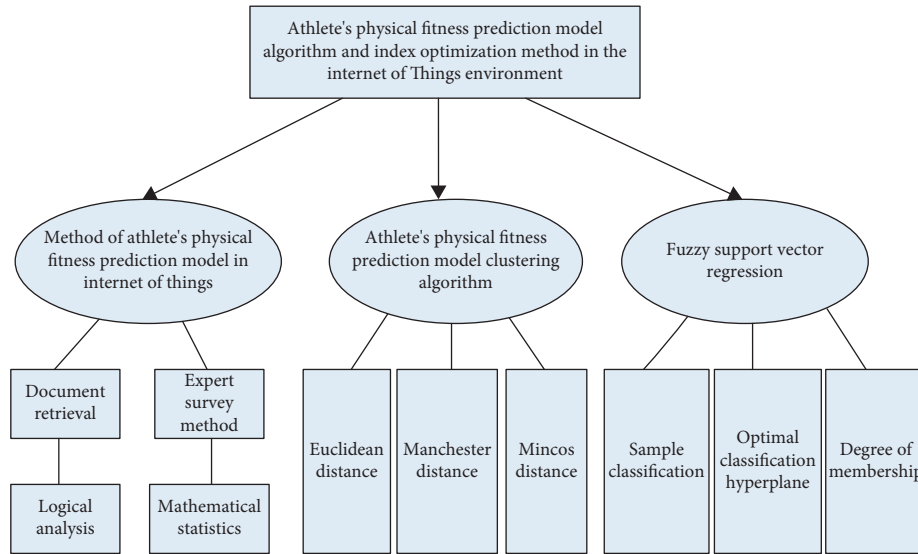 Athlete's physical fitness prediction model
algorithm and index optimization method in the
internet of Things environment
Method of athlete's physical
fitness prediction model in
internet of things
Athlete's physical fitness
prediction model clustering
algorithm
Fuzzy support vector
regression
Document
retrieval
Expert
survey
method
Logical
analysis
Mathematical
statistics
Euclidean
distance
Manchester
distance
Mincos
distance
Sample
classification
Optimal
classification
hyperplane
Degree of
membership